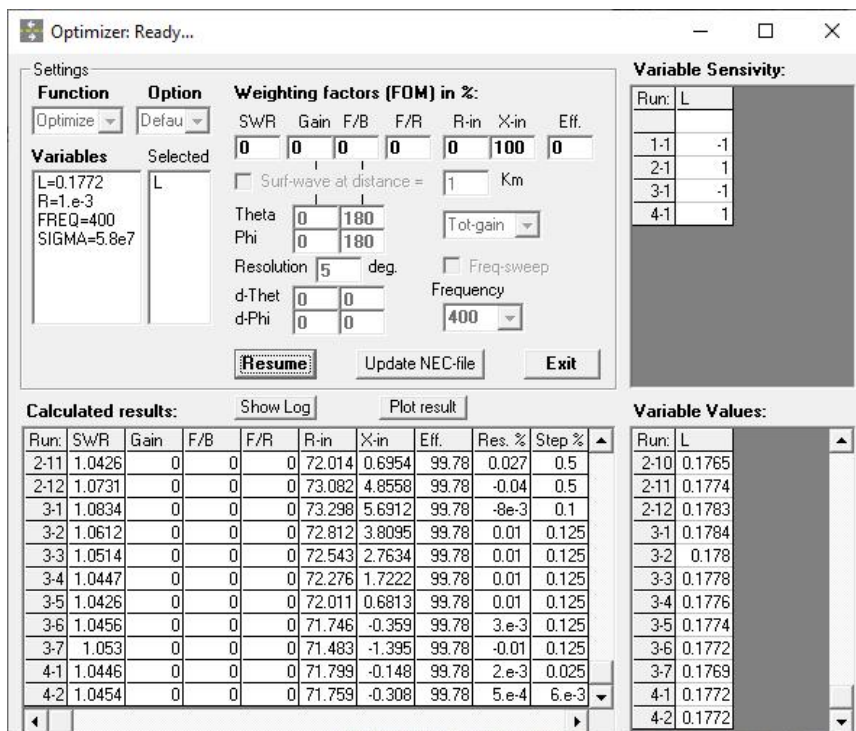 Optimizer: Ready...
Settings
Function Option
Optimize Defau
Variables Selected
L=0.1772
R=1.e-3
FREQ=400
SIGMA=5.8e7
L
Weighting factors (FOM) in %:
SWR Gain F/B F/R R-in X-in Eff.
0 0 0 0 0 100 0
Surf-wave at distance = 1 Km
Theta 0 180
Phi 0 180
Tot-gain
Resolution 5 deg.
Freq-sweep
d-Thet 0 0
d-Phi 0 0
Frequency
400
Resume Update NEC-file Exit
Variable Sensivity:
Run: L
1-1 -1
2-1 1
3-1 -1
4-1 1
Calculated results: Show Log Plot result
Run: SWR Gain F/B F/R R-in X-in Eff. Res. % Step %
2-11 1.0426 0 0 0 72.014 0.6954 99.78 0.027 0.5
2-12 1.0731 0 0 0 73.082 4.8558 99.78 -0.04 0.5
3-1 1.0834 0 0 0 73.298 5.6912 99.78 -8e-3 0.1
3-2 1.0612 0 0 0 72.812 3.8095 99.78 0.01 0.125
3-3 1.0514 0 0 0 72.543 2.7634 99.78 0.01 0.125
3-4 1.0447 0 0 0 72.276 1.7222 99.78 0.01 0.125
3-5 1.0426 0 0 0 72.011 0.6813 99.78 0.01 0.125
3-6 1.0456 0 0 0 71.746 -0.359 99.78 3.e-3 0.125
3-7 1.053 0 0 0 71.483 -1.395 99.78 -0.01 0.125
4-1 1.0446 0 0 0 71.799 -0.148 99.78 2.e-3 0.025
4-2 1.0454 0 0 0 71.759 -0.308 99.78 5.e-4 6.e-3
Variable Values:
Run: L
2-10 0.1765
2-11 0.1774
2-12 0.1783
3-1 0.1784
3-2 0.178
3-3 0.1778
3-4 0.1776
3-5 0.1774
3-6 0.1772
3-7 0.1769
4-1 0.1772
4-2 0.1772